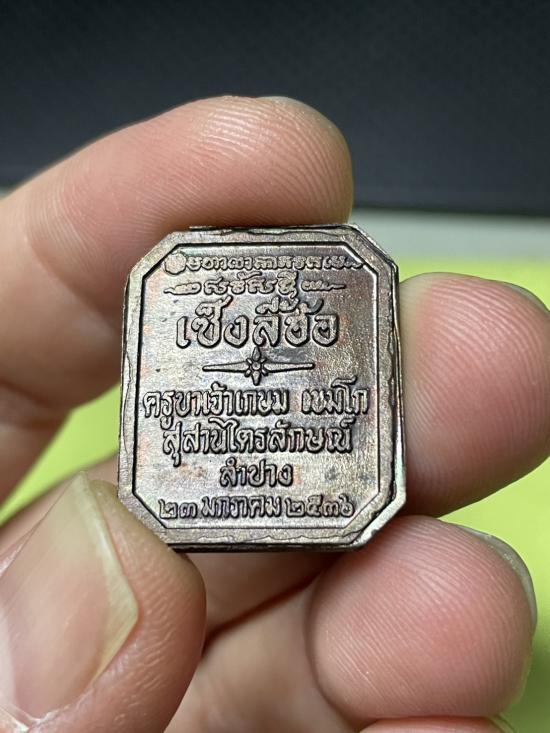 เซ็งลี้ฮ้อ
ครูบาเจ้าเกษม เขมโก
สุสานไตรลักษณ์
ลำปาง
๒๓ มกราคม ๒๕๓๖